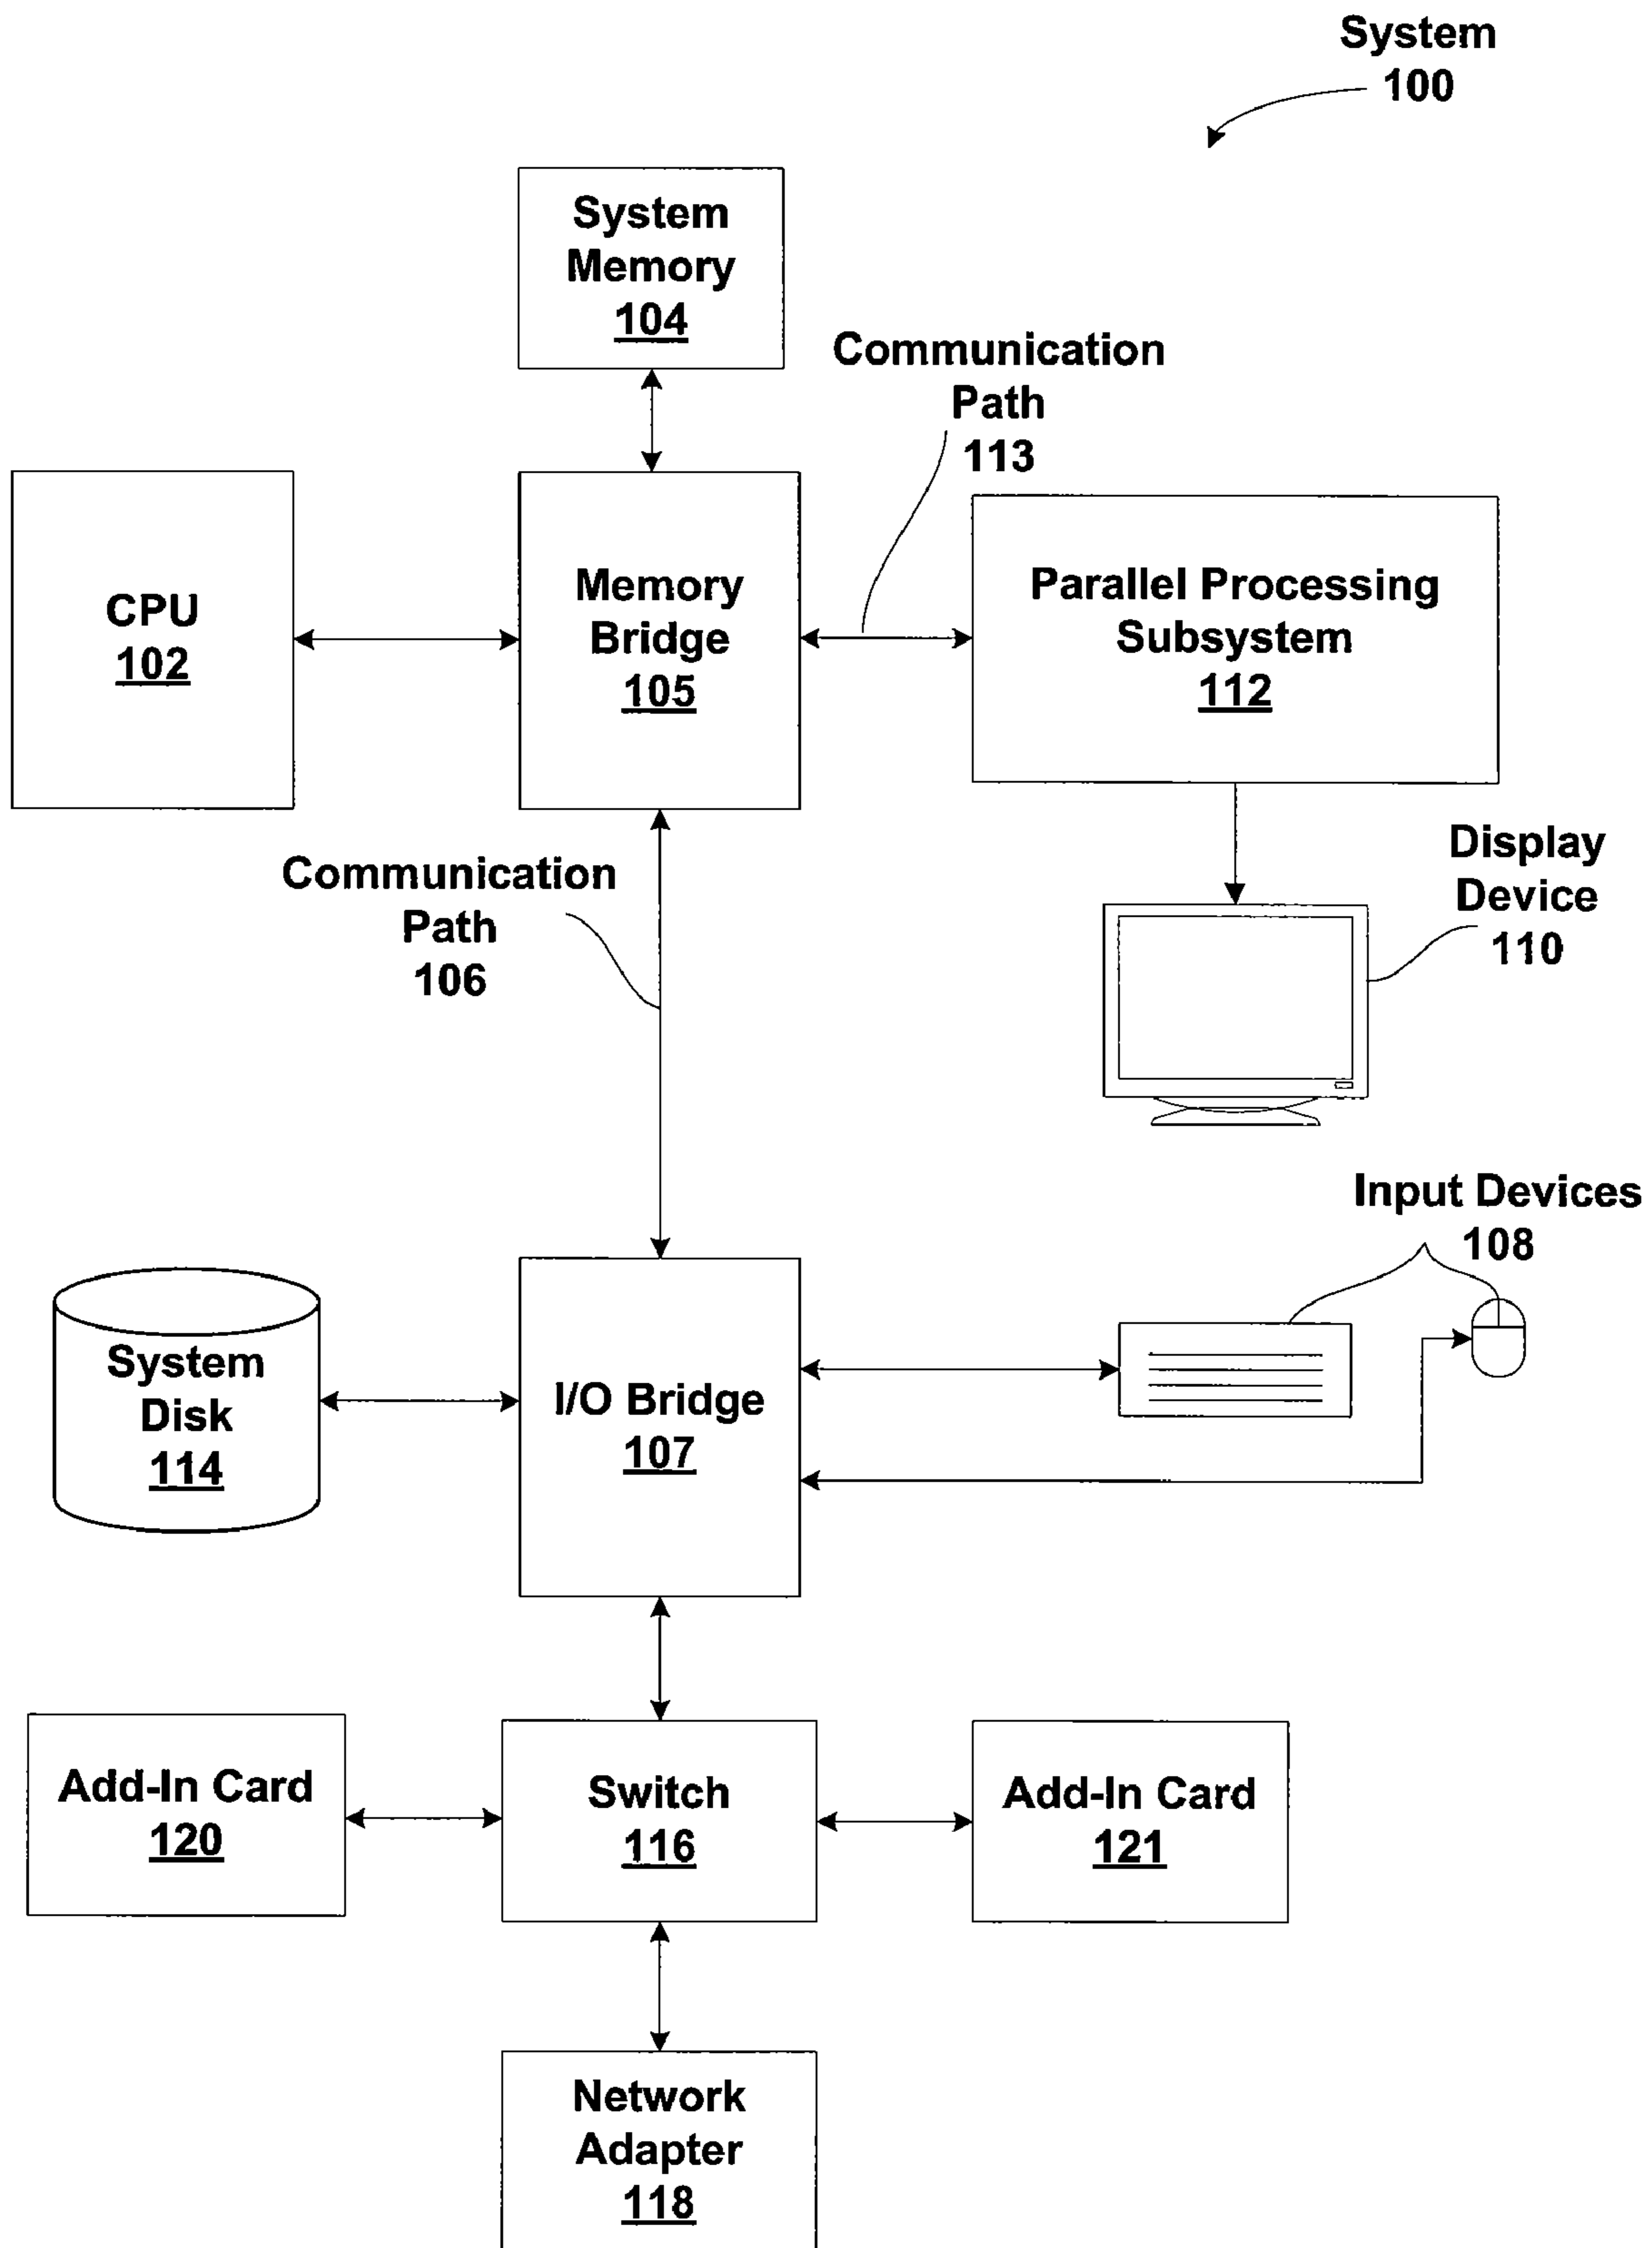 System
100
System
Memory
104
Communication
Path
113
CPU
102
Memory
Bridge
105
Parallel Processing
Subsystem
112
Communication
Path
106
Display
Device
110
Input Devices
108
System
Disk
114
I/O Bridge
107
Add-In Card
120
Switch
116
Add-In Card
121
Network
Adapter
118